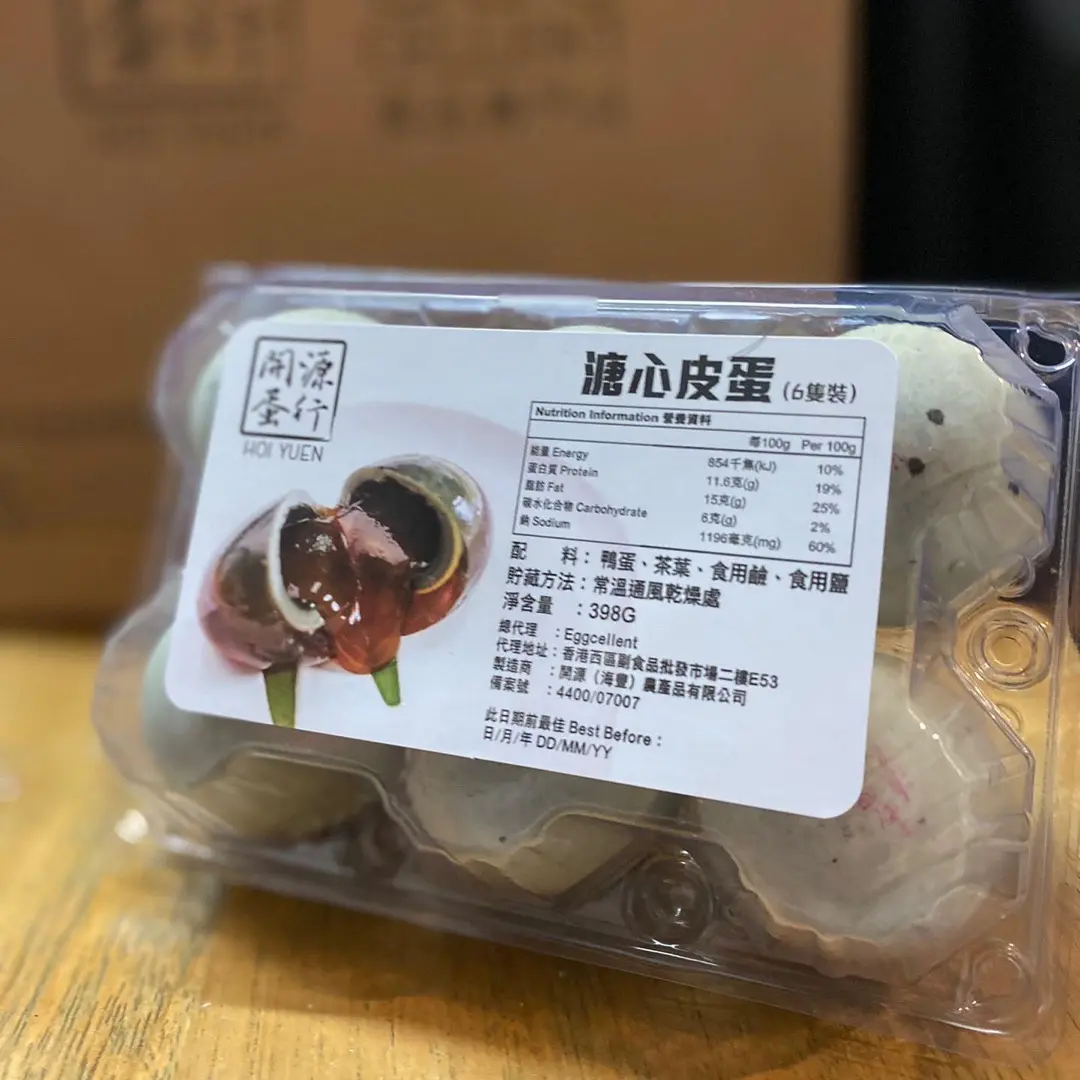 開源
蛋行
HOI YUEN
溏心皮蛋(6隻裝)
Nutrition Information 營養資料
每100g Per 100g
能量 Energy 854千焦(kJ) 10%
蛋白質 Protein 11.6克(g) 19%
脂肪 Fat 15克(g) 25%
碳水化合物 Carbohydrate 6克(g) 2%
鈉 Sodium 1196毫克(mg) 60%
配 料：鴨蛋、茶葉、食用鹼、食用鹽
貯藏方法：常溫通風乾燥處
淨含量 ：398G
總代理 ：Eggcellent
代理地址：香港西區副食品批發市場二樓E53
製造商 ：開源（海豐）農產品有限公司
備案號 ：4400/07007
此日期前最佳 Best Before：
日/月/年 DD/MM/YY